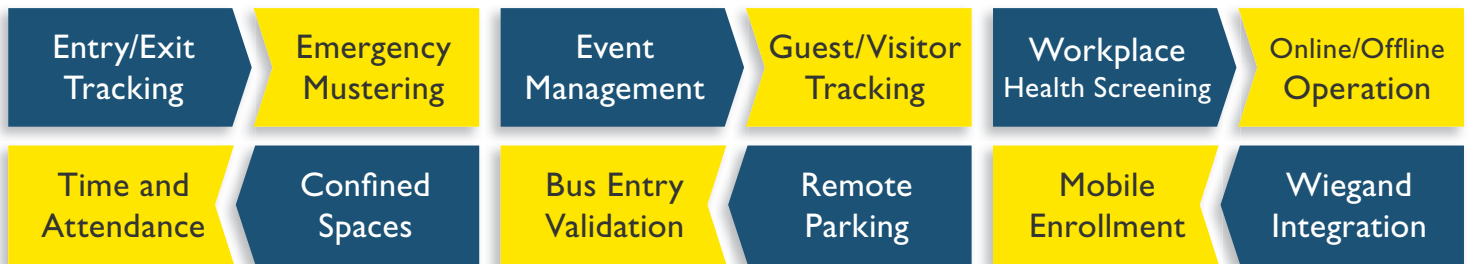 Entry/Exit
Tracking
Emergency
Mustering
Event
Management
Guest/Visitor
Tracking
Workplace
Health Screening
Online/Offline
Operation
Time and
Attendance
Confined
Spaces
Bus Entry
Validation
Remote
Parking
Mobile
Enrollment
Wiegand
Integration